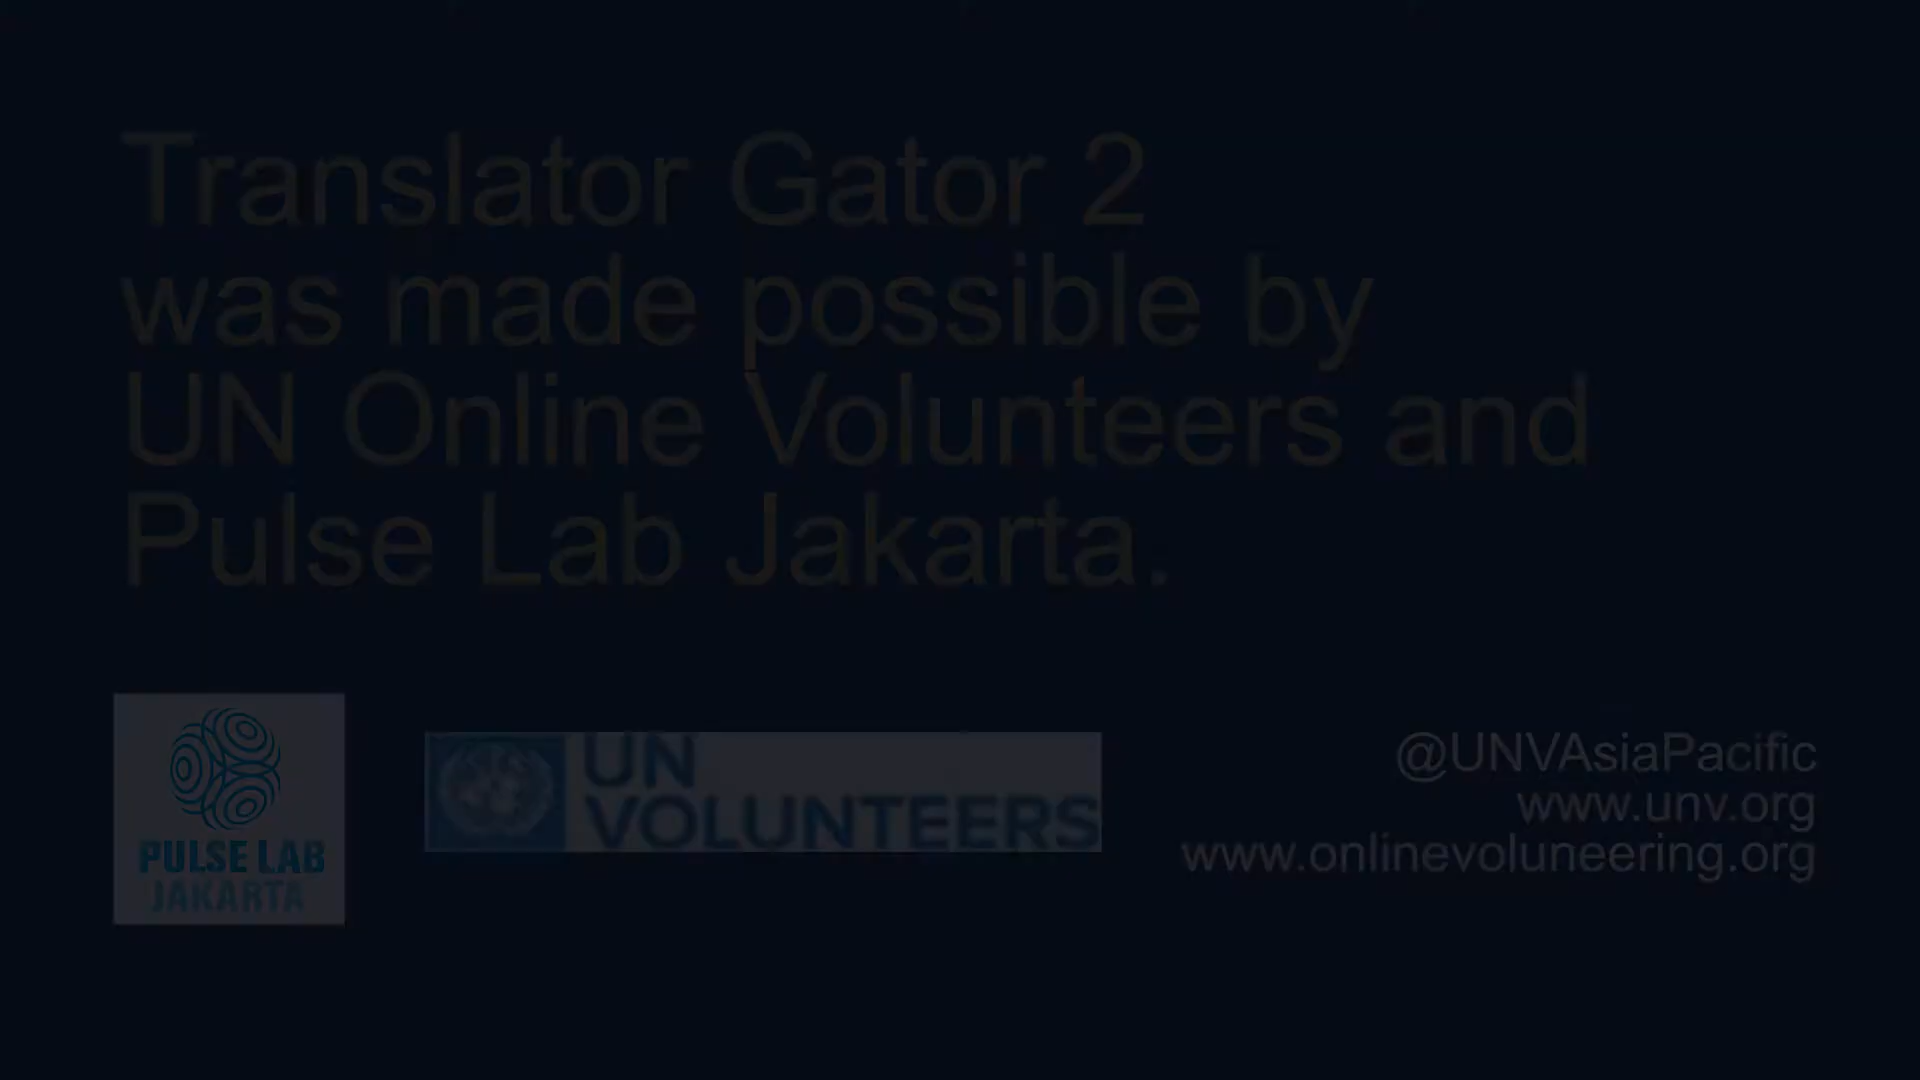 Translator Gator 2
was made possible by
UN Online Volunteers and
Pulse Lab Jakarta.
PULSE LAB
JAKARTA
UN
VOLUNTEERS
@UNVAsiaPacific
www.unv.org
www.onlinevoluneering.org